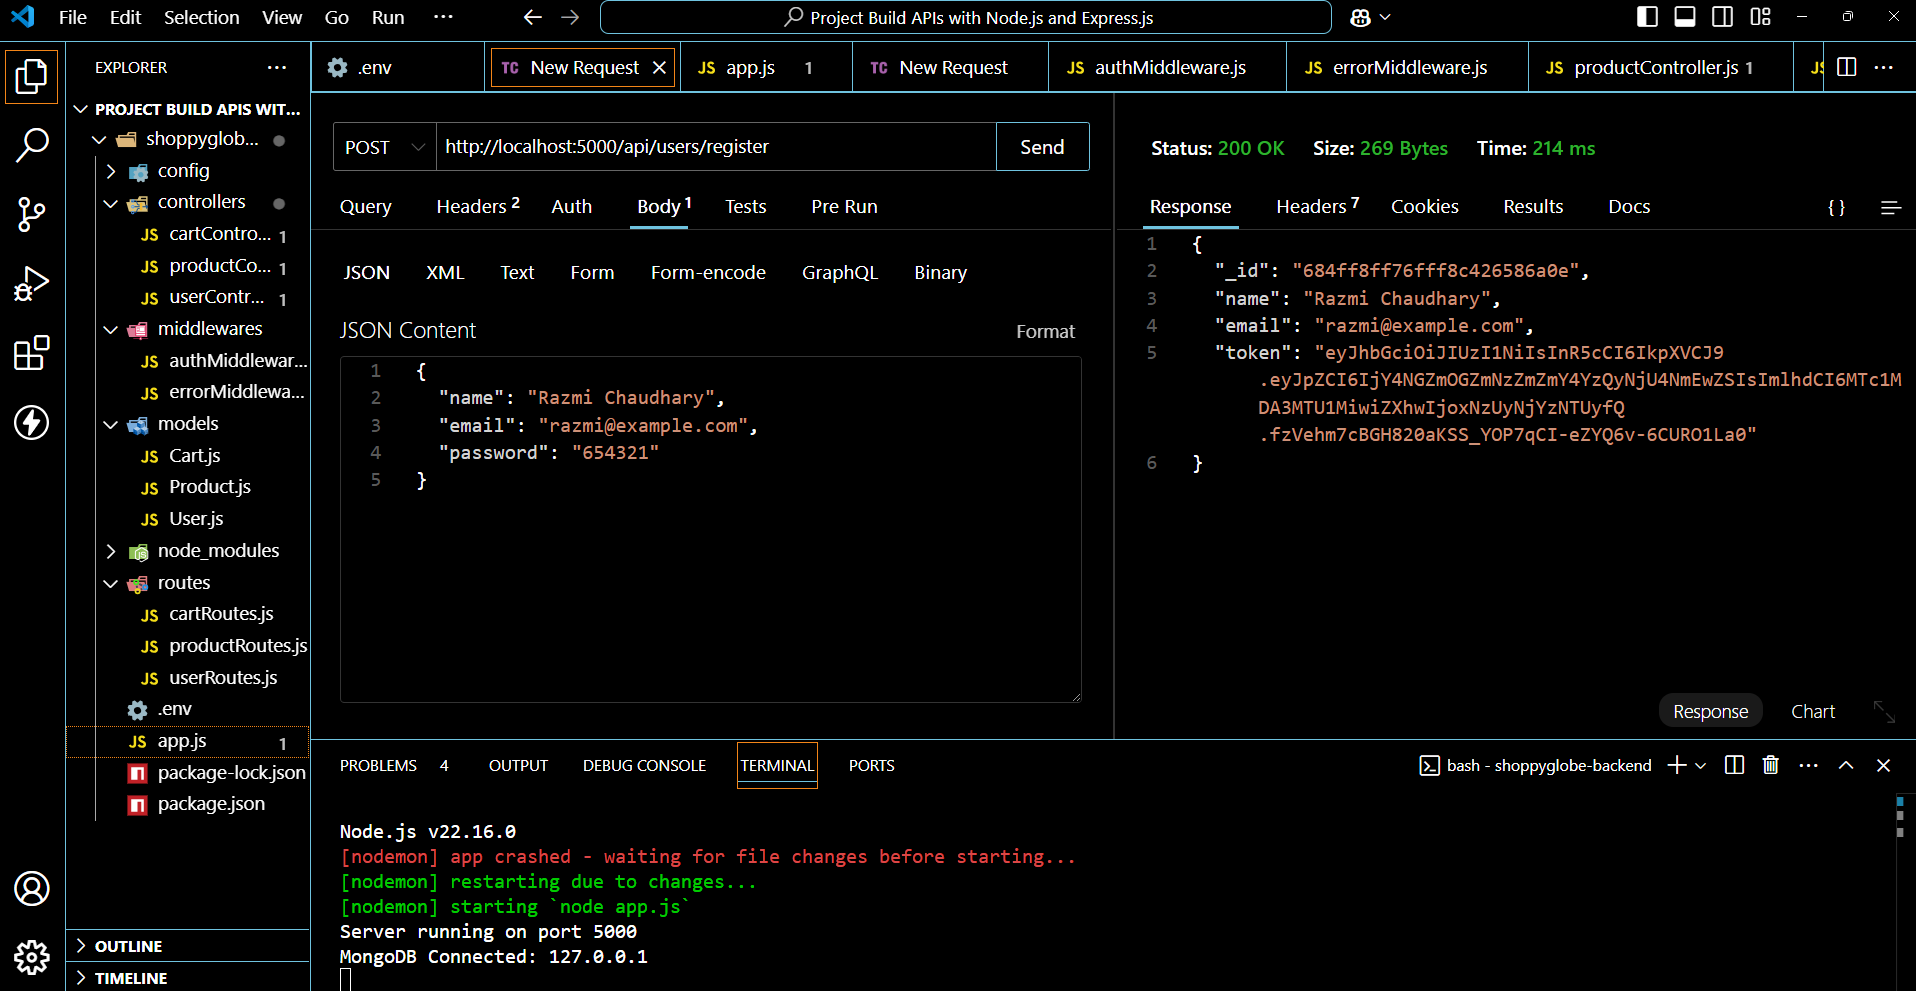 File Edit Selection View Go Run ···
Project Build APIs with Node.js and Express.js
EXPLORER ···
.env
TC New Request
JS app.js 1
TC New Request
JS authMiddleware.js
JS errorMiddleware.js
JS productController.js 1
PROJECT BUILD APIS WIT...
shoppyglob...
config
controllers
JS cartContro... 1
JS productCo... 1
JS userContr... 1
middlewares
JS authMiddlewar...
JS errorMiddlewa...
models
JS Cart.js
JS Product.js
JS User.js
node_modules
routes
JS cartRoutes.js
JS productRoutes.js
JS userRoutes.js
.env
JS app.js 1
package-lock.json
package.json
OUTLINE
TIMELINE
POST http://localhost:5000/api/users/register Send
Query Headers 2 Auth Body 1 Tests Pre Run
JSON XML Text Form Form-encode GraphQL Binary
JSON Content Format
1 {
2 "name": "Razmi Chaudhary",
3 "email": "razmi@example.com",
4 "password": "654321"
5 }
Status: 200 OK Size: 269 Bytes Time: 214 ms
Response Headers 7 Cookies Results Docs { }
1 {
2 "_id": "684ff8ff76fff8c426586a0e",
3 "name": "Razmi Chaudhary",
4 "email": "razmi@example.com",
5 "token": "eyJhbGciOiJIUzI1NiIsInR5cCI6IkpXVCJ9
.eyJpZCI6IjY4NGZmOGZmNzZmZmY4YzQyNjU4NmEwZSIsImlhdCI6MTc1M
DA3MTU1MiwiZXhwIjoxNzUyNjYzNTUyfQ
.fzVehm7cBGH820aKSS_YOP7qCI-eZYQ6v-6CURO1La0"
6 }
Response Chart
PROBLEMS 4 OUTPUT DEBUG CONSOLE TERMINAL PORTS
bash - shoppyglobe-backend
Node.js v22.16.0
[nodemon] app crashed - waiting for file changes before starting...
[nodemon] restarting due to changes...
[nodemon] starting `node app.js`
Server running on port 5000
MongoDB Connected: 127.0.0.1